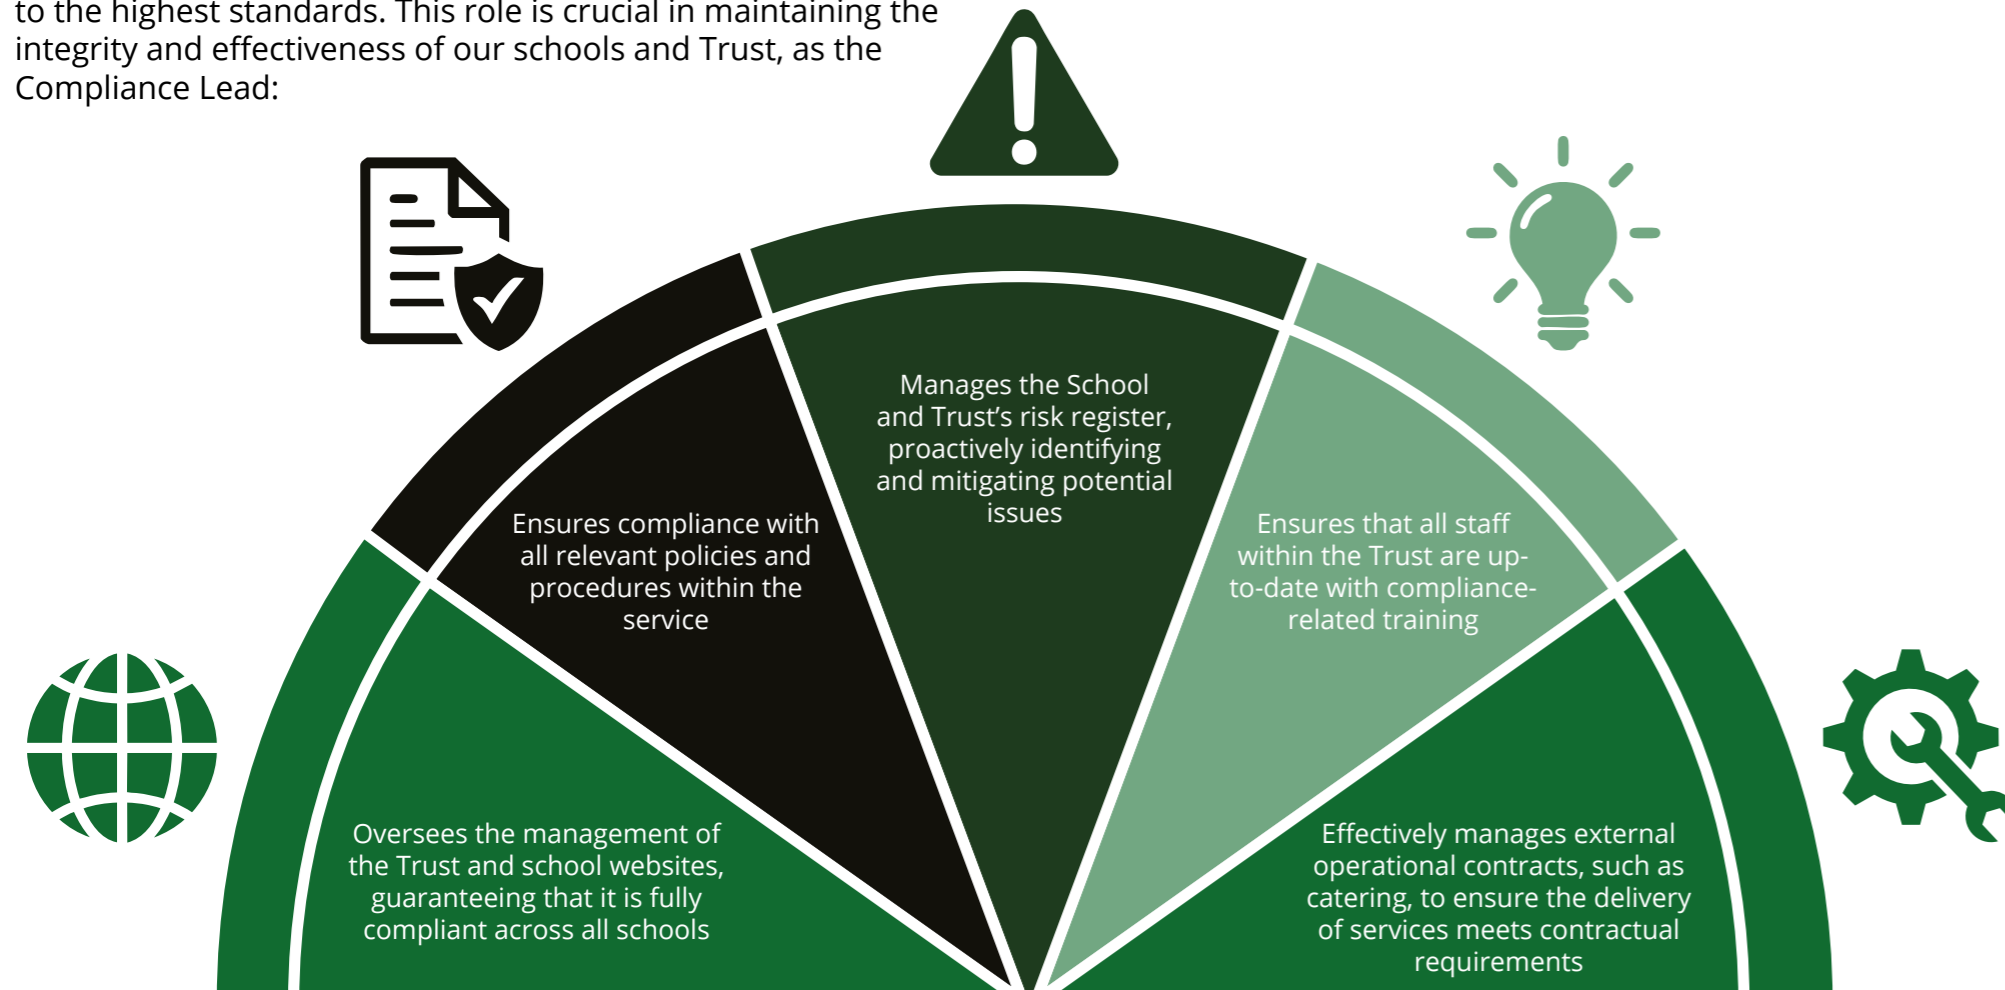 to the highest standards. This role is crucial in maintaining the
integrity and effectiveness of our schools and Trust, as the
Compliance Lead:
Oversees the management of
the Trust and school websites,
guaranteeing that it is fully
compliant across all schools
Ensures compliance with
all relevant policies and
procedures within the
service
Manages the School
and Trust’s risk register,
proactively identifying
and mitigating potential
issues
Ensures that all staff
within the Trust are up-
to-date with compliance-
related training
Effectively manages external
operational contracts, such as
catering, to ensure the delivery
of services meets contractual
requirements